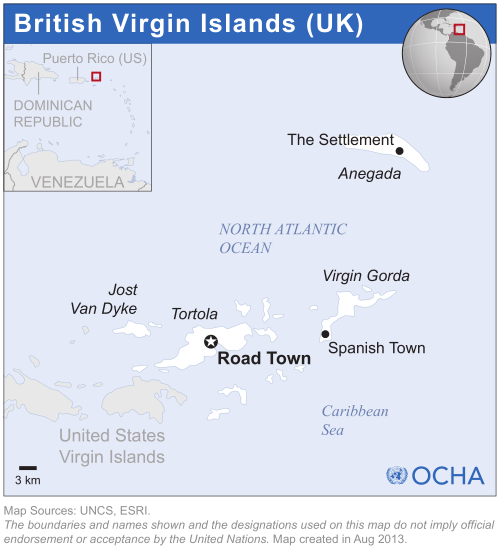 British Virgin Islands (UK)
Puerto Rico (US)
DOMINICAN
REPUBLIC
VENEZUELA
The Settlement
Anegada
NORTH ATLANTIC
OCEAN
Virgin Gorda
Jost
Van Dyke
Tortola
Road Town
Spanish Town
Caribbean
Sea
United States
Virgin Islands
3 km
OCHA
Map Sources: UNCS, ESRI.
The boundaries and names shown and the designations used on this map do not imply official
endorsement or acceptance by the United Nations. Map created in Aug 2013.